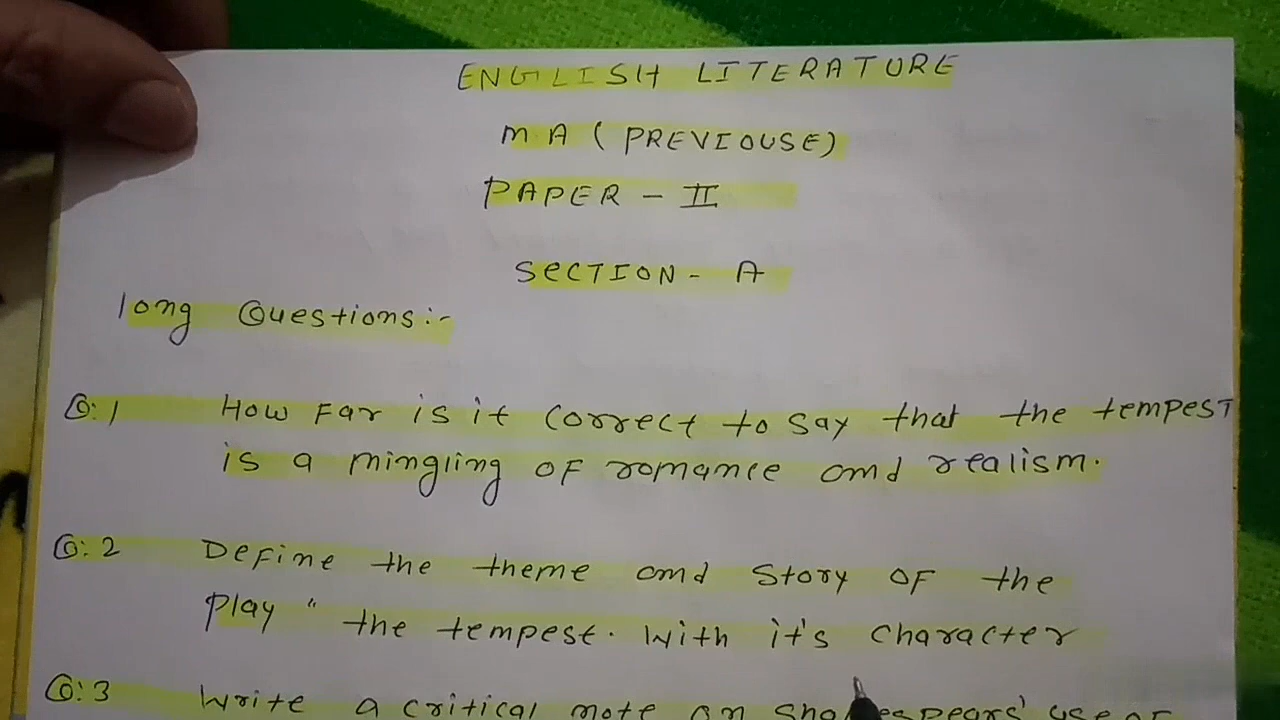 ENGLISH LITERATURE
MA (PREVIOUSE)
PAPER - II
SECTION - A
long Questions:-
Q:1 How Far is it correct to say that the tempest
is a mingling of romance and realism.
Q:2 Define the theme and story of the
play " the tempest. with it's character
Q:3 Write a critical note on use of